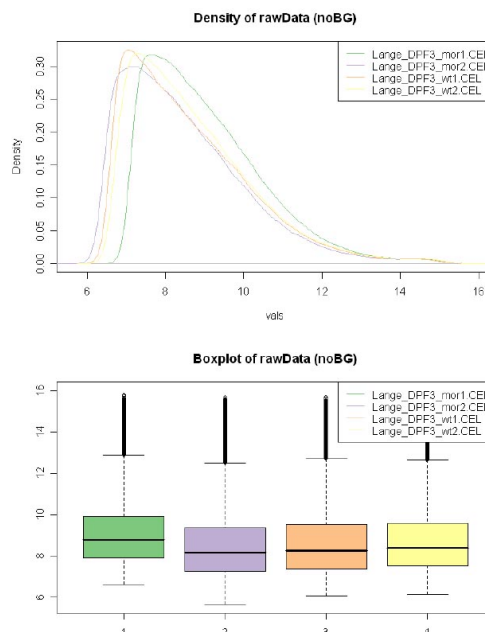 Density of rawData (noBG)
Lange_DPF3_mor1.CEL
Lange_DPF3_mor2.CEL
Lange_DPF3_wt1.CEL
Lange_DPF3_wt2.CEL
Density
0.00 0.05 0.10 0.15 0.20 0.25 0.30
6 8 10 12 14 16
vals
Boxplot of rawData (noBG)
Lange_DPF3_mor1.CEL
Lange_DPF3_mor2.CEL
Lange_DPF3_wt1.CEL
Lange_DPF3_wt2.CEL
6 8 10 12 14 16
1 2 3 4